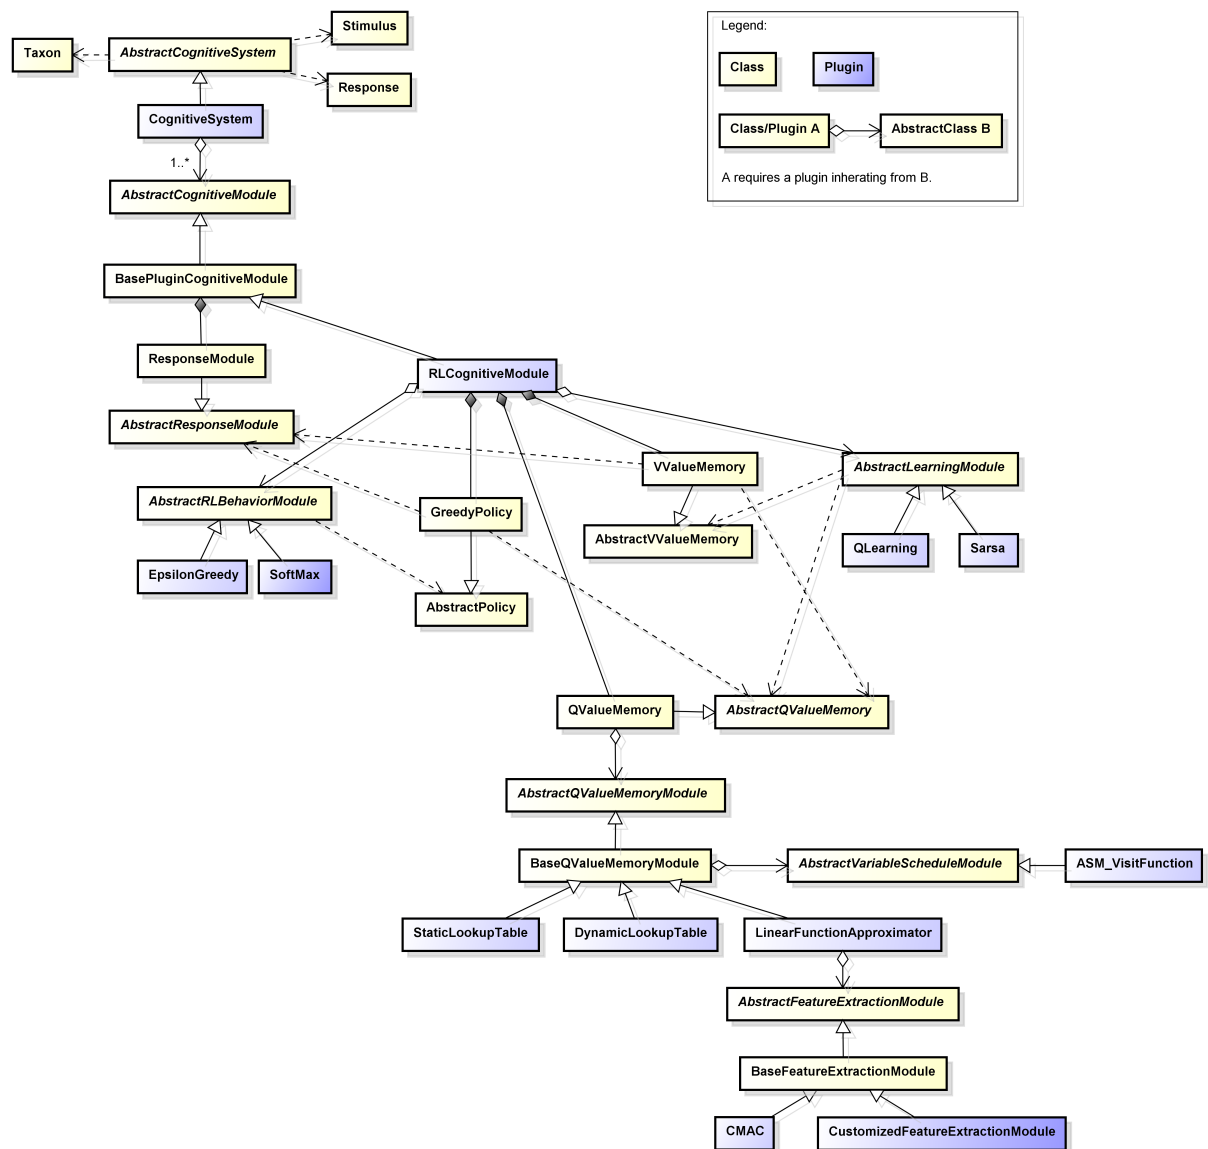 Legend:
Stimulus
Taxon
AbstractCognitiveSystem
Response
Class
Plugin
CognitiveSystem
Class/Plugin A
AbstractClass B
1..*
A requires a plugin inherating from B.
AbstractCognitiveModule
BasePluginCognitiveModule
ResponseModule
RLCognitiveModule
AbstractResponseModule
VValueMemory
AbstractLearningModule
AbstractRLBehaviorModule
GreedyPolicy
AbstractVValueMemory
QLearning
Sarsa
EpsilonGreedy
SoftMax
AbstractPolicy
QValueMemory
AbstractQValueMemory
AbstractQValueMemoryModule
BaseQValueMemoryModule
AbstractVariableScheduleModule
ASM_VisitFunction
StaticLookupTable
DynamicLookupTable
LinearFunctionApproximator
AbstractFeatureExtractionModule
BaseFeatureExtractionModule
CMAC
CustomizedFeatureExtractionModule